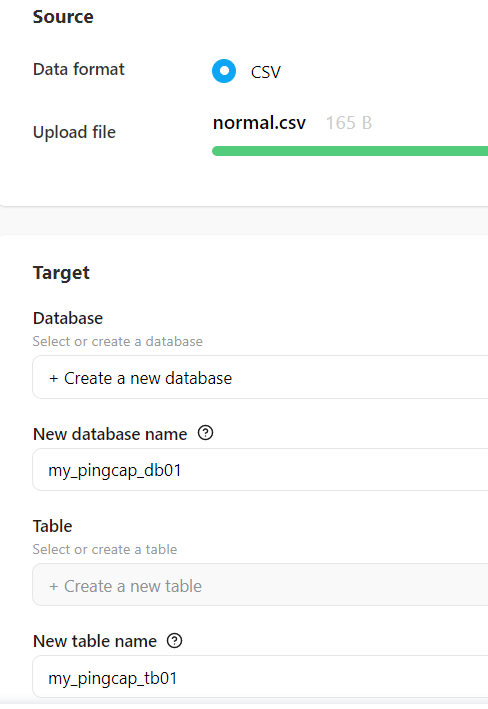 Source
Data format CSV
Upload file normal.csv 165 B
Target
Database
Select or create a database
+ Create a new database
New database name ?
my_pingcap_db01
Table
Select or create a table
+ Create a new table
New table name ?
my_pingcap_tb01